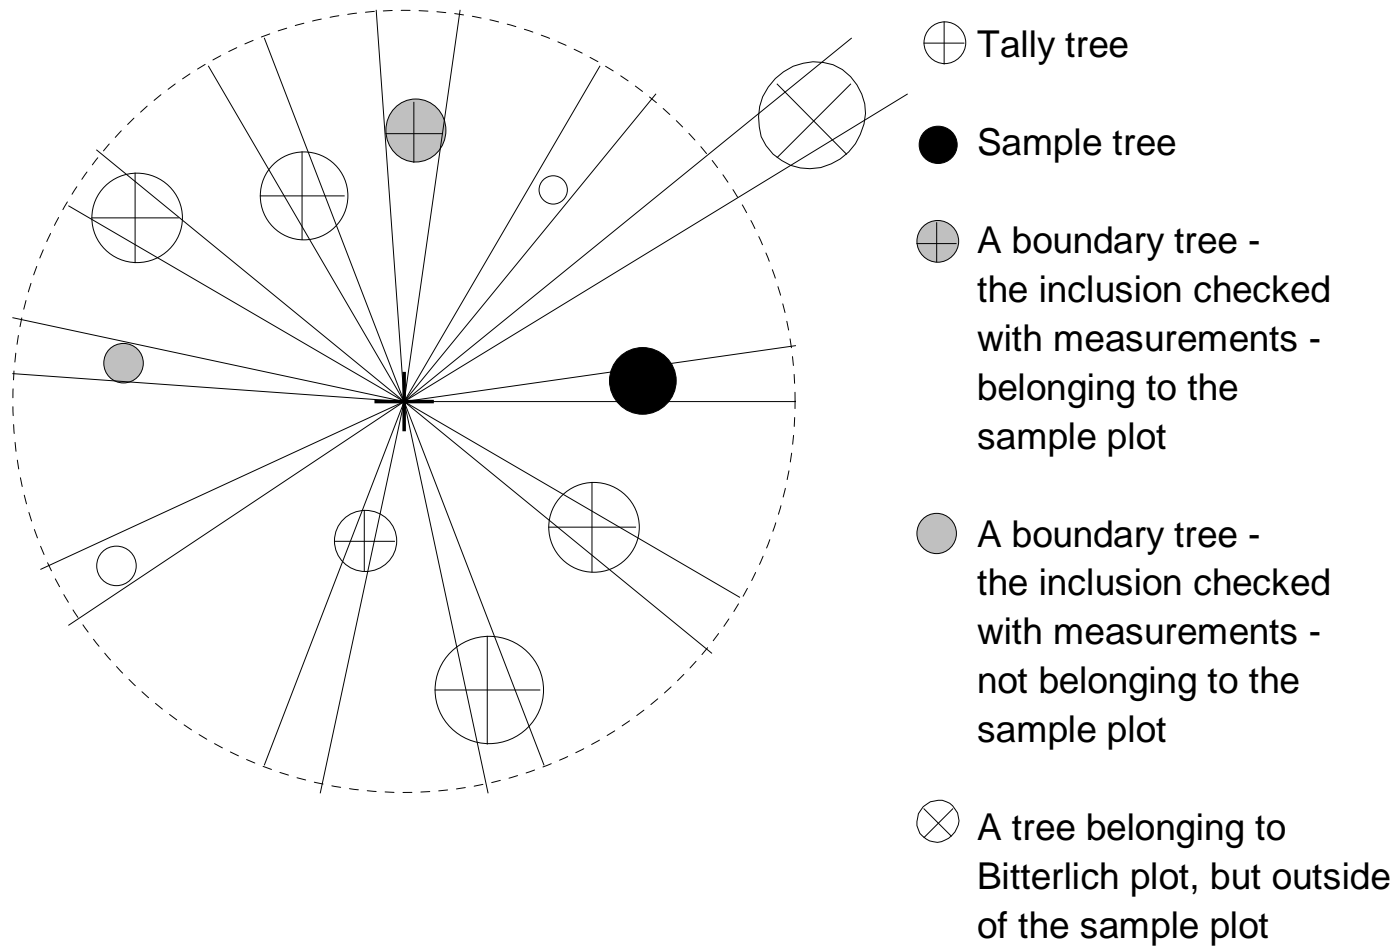 Tally tree
Sample tree
A boundary tree -
the inclusion checked
with measurements -
belonging to the
sample plot
A boundary tree -
the inclusion checked
with measurements -
not belonging to the
sample plot
A tree belonging to
Bitterlich plot, but outside
of the sample plot